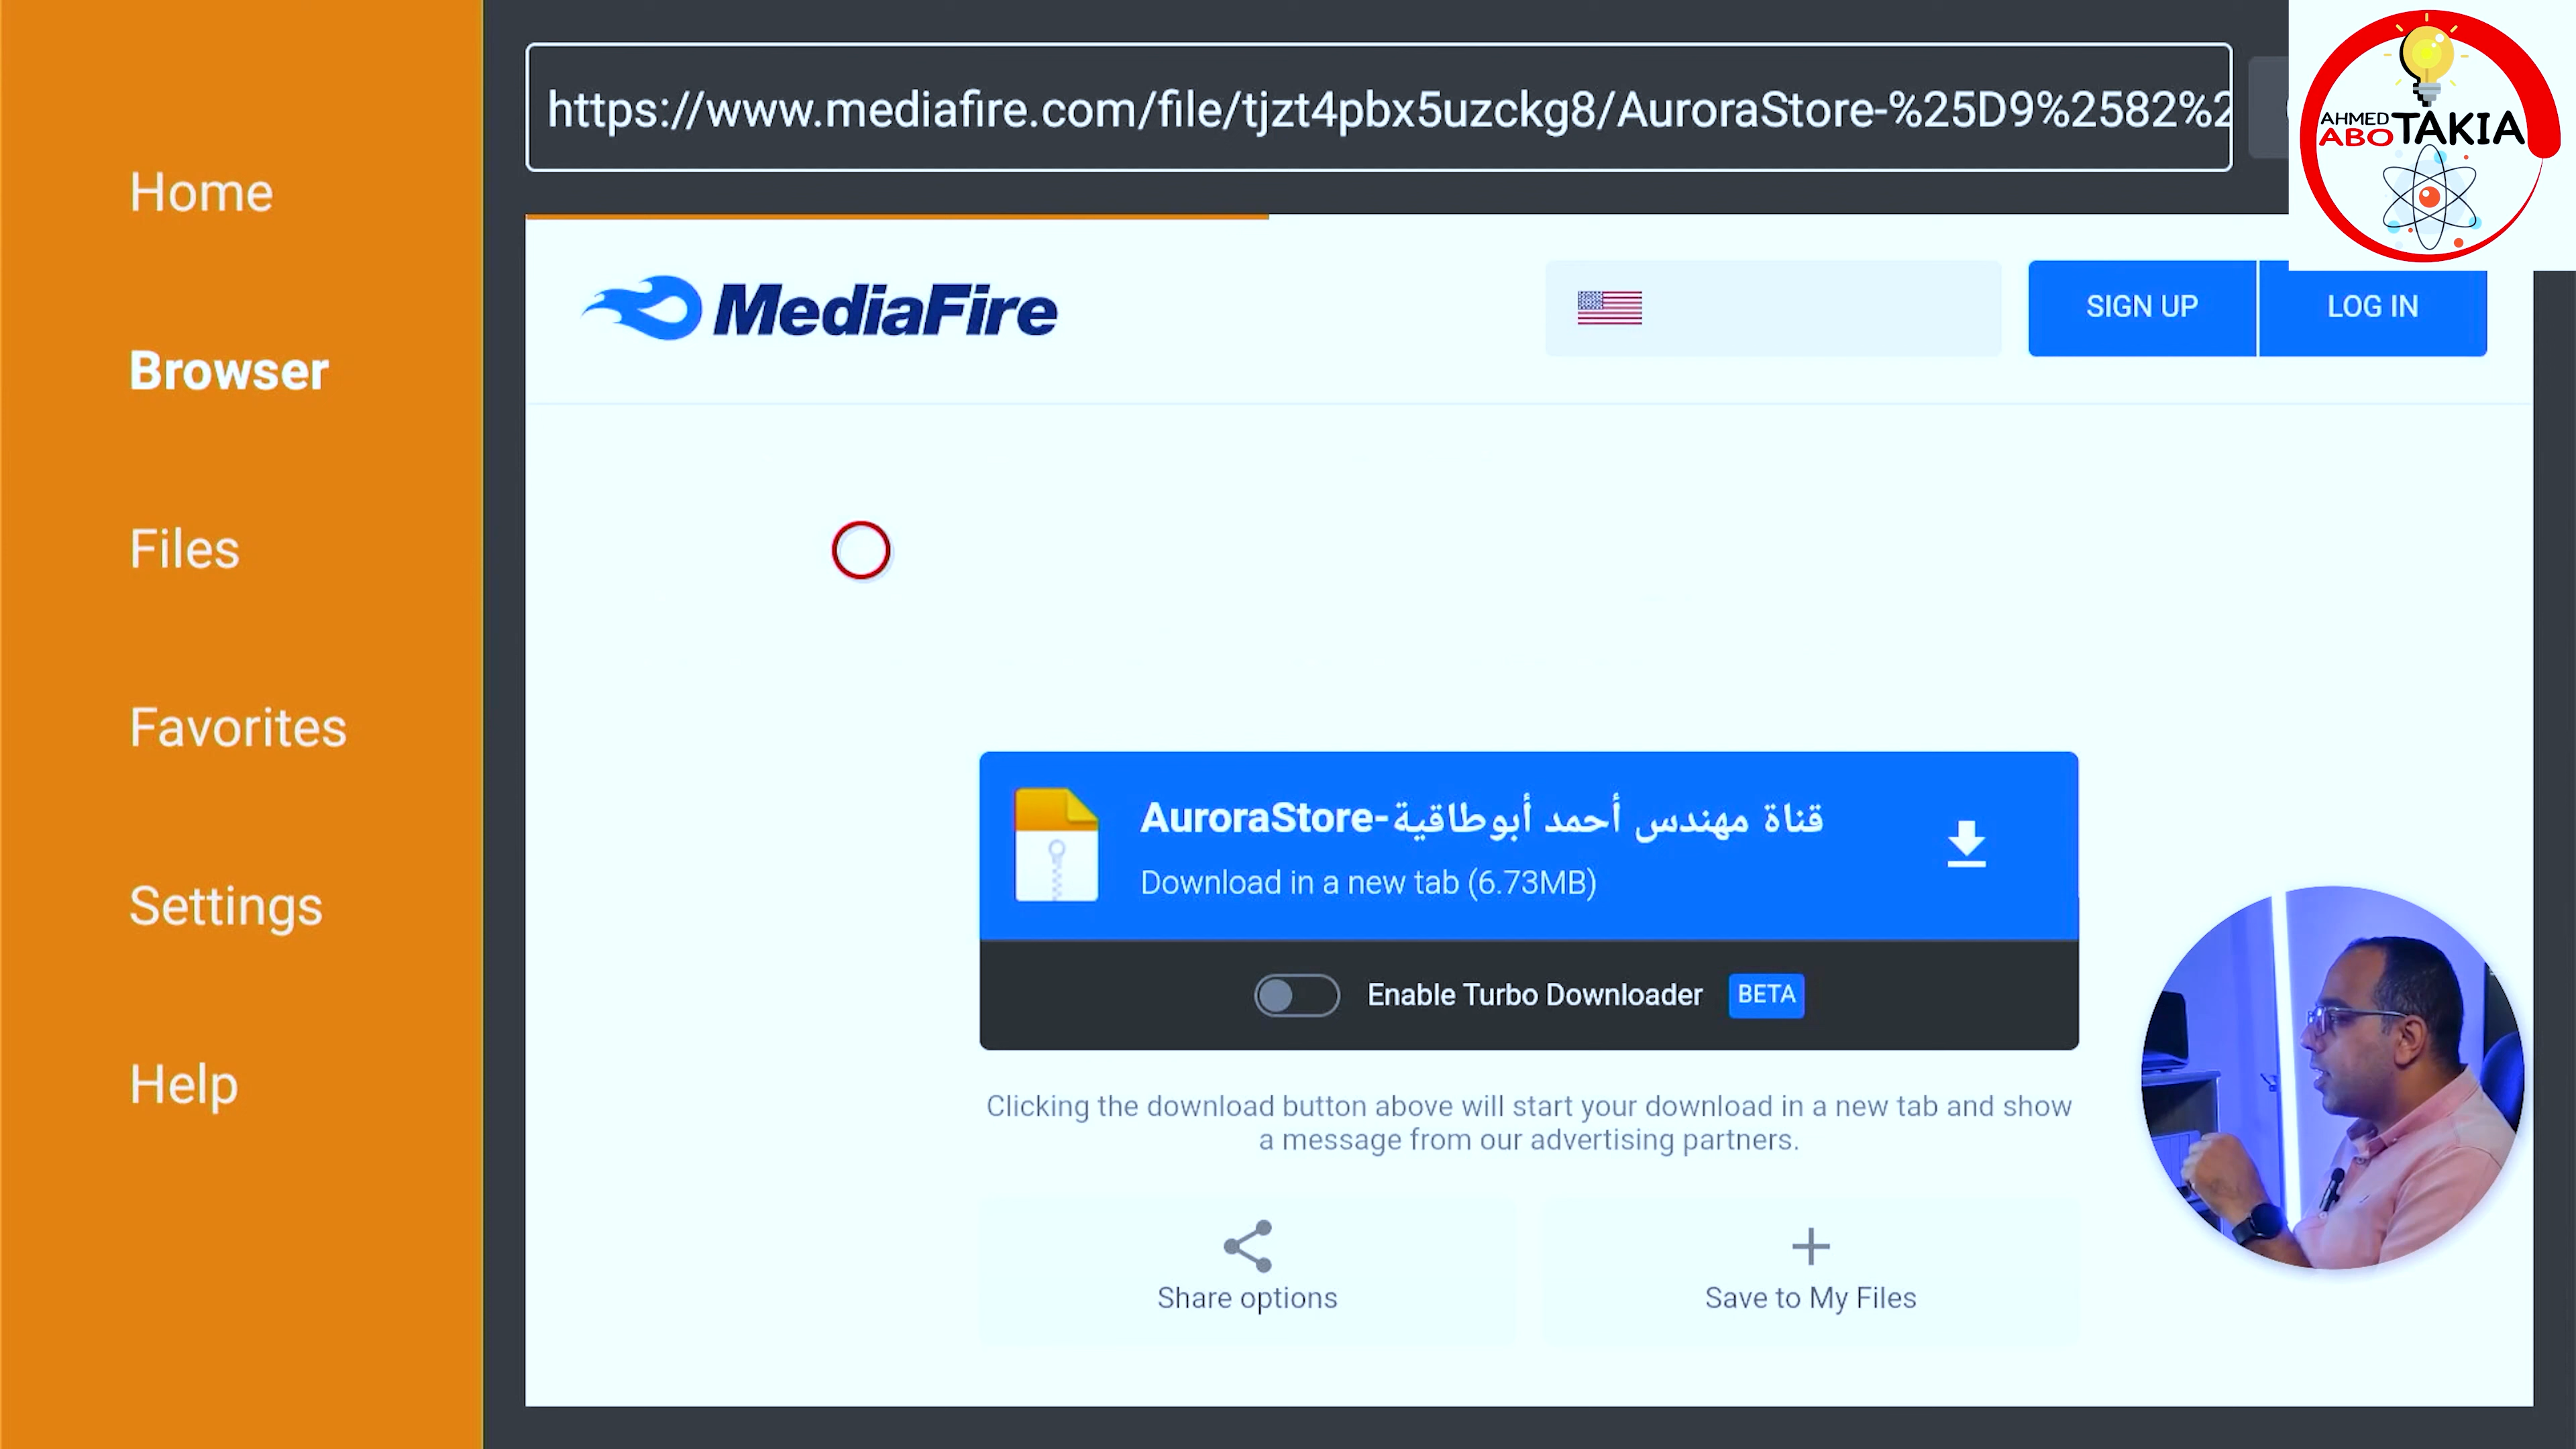 Home
Browser
Files
Favorites
Settings
Help
https://www.mediafire.com/file/tjzt4pbx5uzckg8/AuroraStore-%25D9%2582%2
AHMED
ABO TAKIA
MediaFire
SIGN UP
LOG IN
AuroraStore-قناة مهندس أحمد أبوطاقية
Download in a new tab (6.73MB)
Enable Turbo Downloader BETA
Clicking the download button above will start your download in a new tab and show
a message from our advertising partners.
Share options
Save to My Files